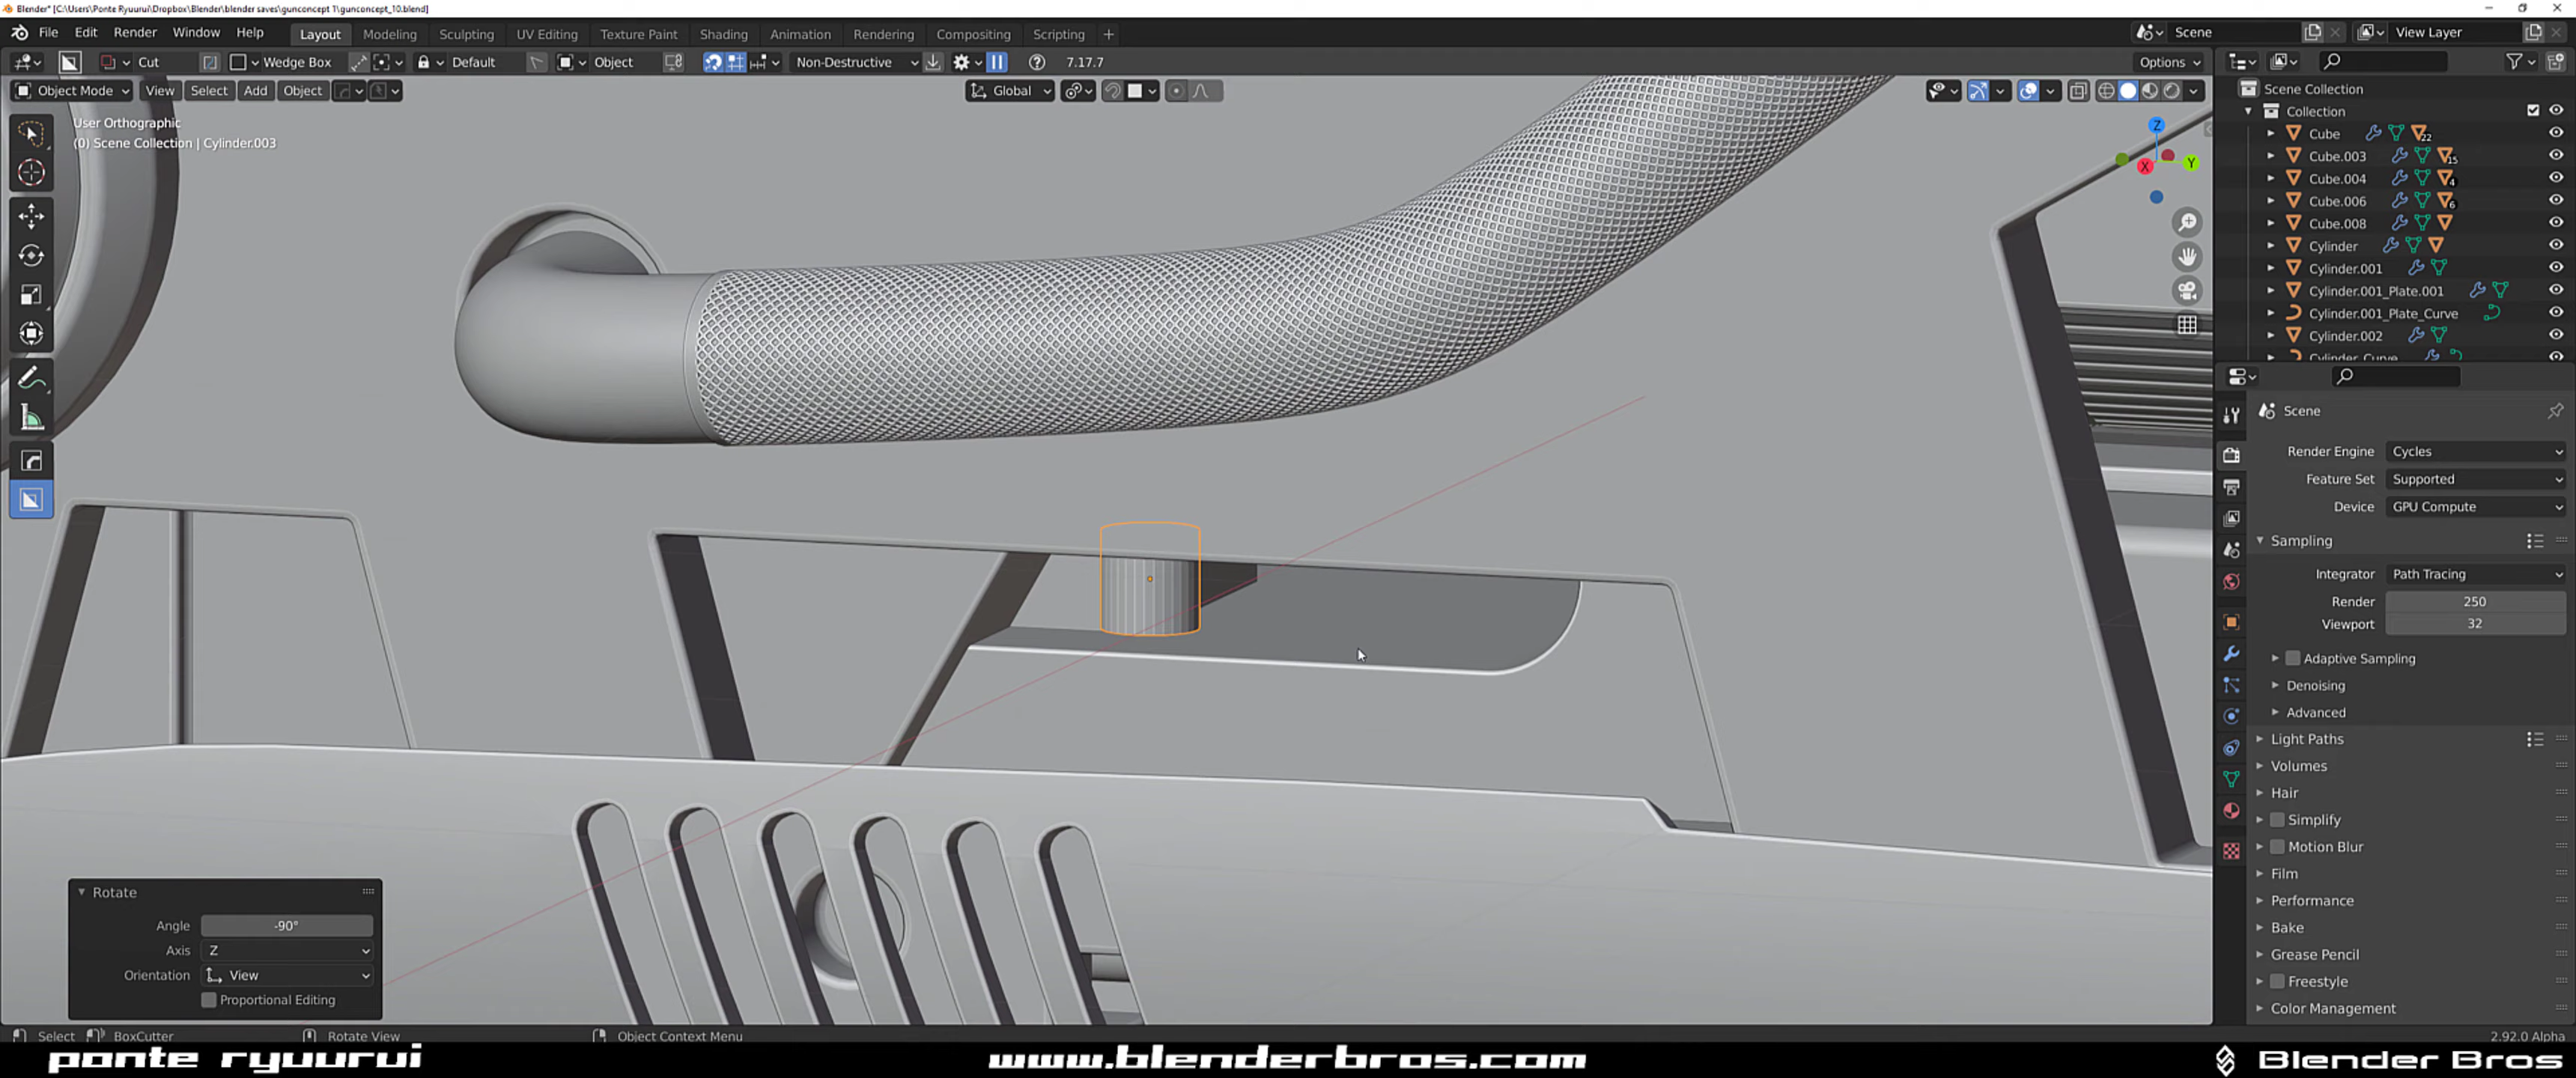 Blender* [C:\Users\Ponte Ryuurui\Dropbox\Blender\blender saves\gunconcept 1\gunconcept_10.blend]
File Edit Render Window Help Layout Modeling Sculpting UV Editing Texture Paint Shading Animation Rendering Compositing Scripting + Scene View Layer
Cut Wedge Box Default Object Non-Destructive 7.17.7 Options
Object Mode View Select Add Object Global
User Orthographic
(0) Scene Collection | Cylinder.003
Z
X
Y
Scene Collection
Collection
Cube 22
Cube.003 15
Cube.004 4
Cube.006 6
Cube.008
Cylinder
Cylinder.001
Cylinder.001_Plate.001
Cylinder.001_Plate_Curve
Cylinder.002
Cylinder Curve
Scene
Render Engine Cycles
Feature Set Supported
Device GPU Compute
Sampling
Integrator Path Tracing
Render 250
Viewport 32
Adaptive Sampling
Denoising
Advanced
Light Paths
Volumes
Hair
Simplify
Motion Blur
Film
Performance
Bake
Grease Pencil
Freestyle
Color Management
Rotate
Angle -90°
Axis Z
Orientation View
Proportional Editing
Select BoxCutter Rotate View Object Context Menu 2.92.0 Alpha
ponte ryuurui www.blenderbros.com Blender Bros